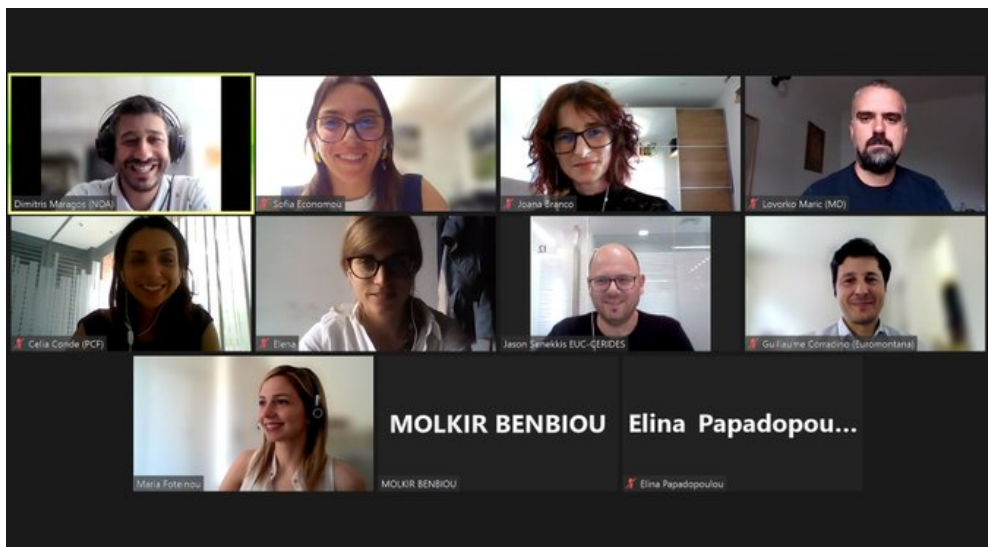 Dimitris Maragos (NOA)
Sofia Economou
Joana Branco
Lovorko Maric (MD)
Celia Conde (PCF)
Elena
Jason Senekkis EUC-CERIDES
Guillaume Corradino (Euromontana)
Maria Foteinou
MOLKIR BENBIOU
MOLKIR BENBIOU
Elina Papadopou...
Elina Papadopoulou